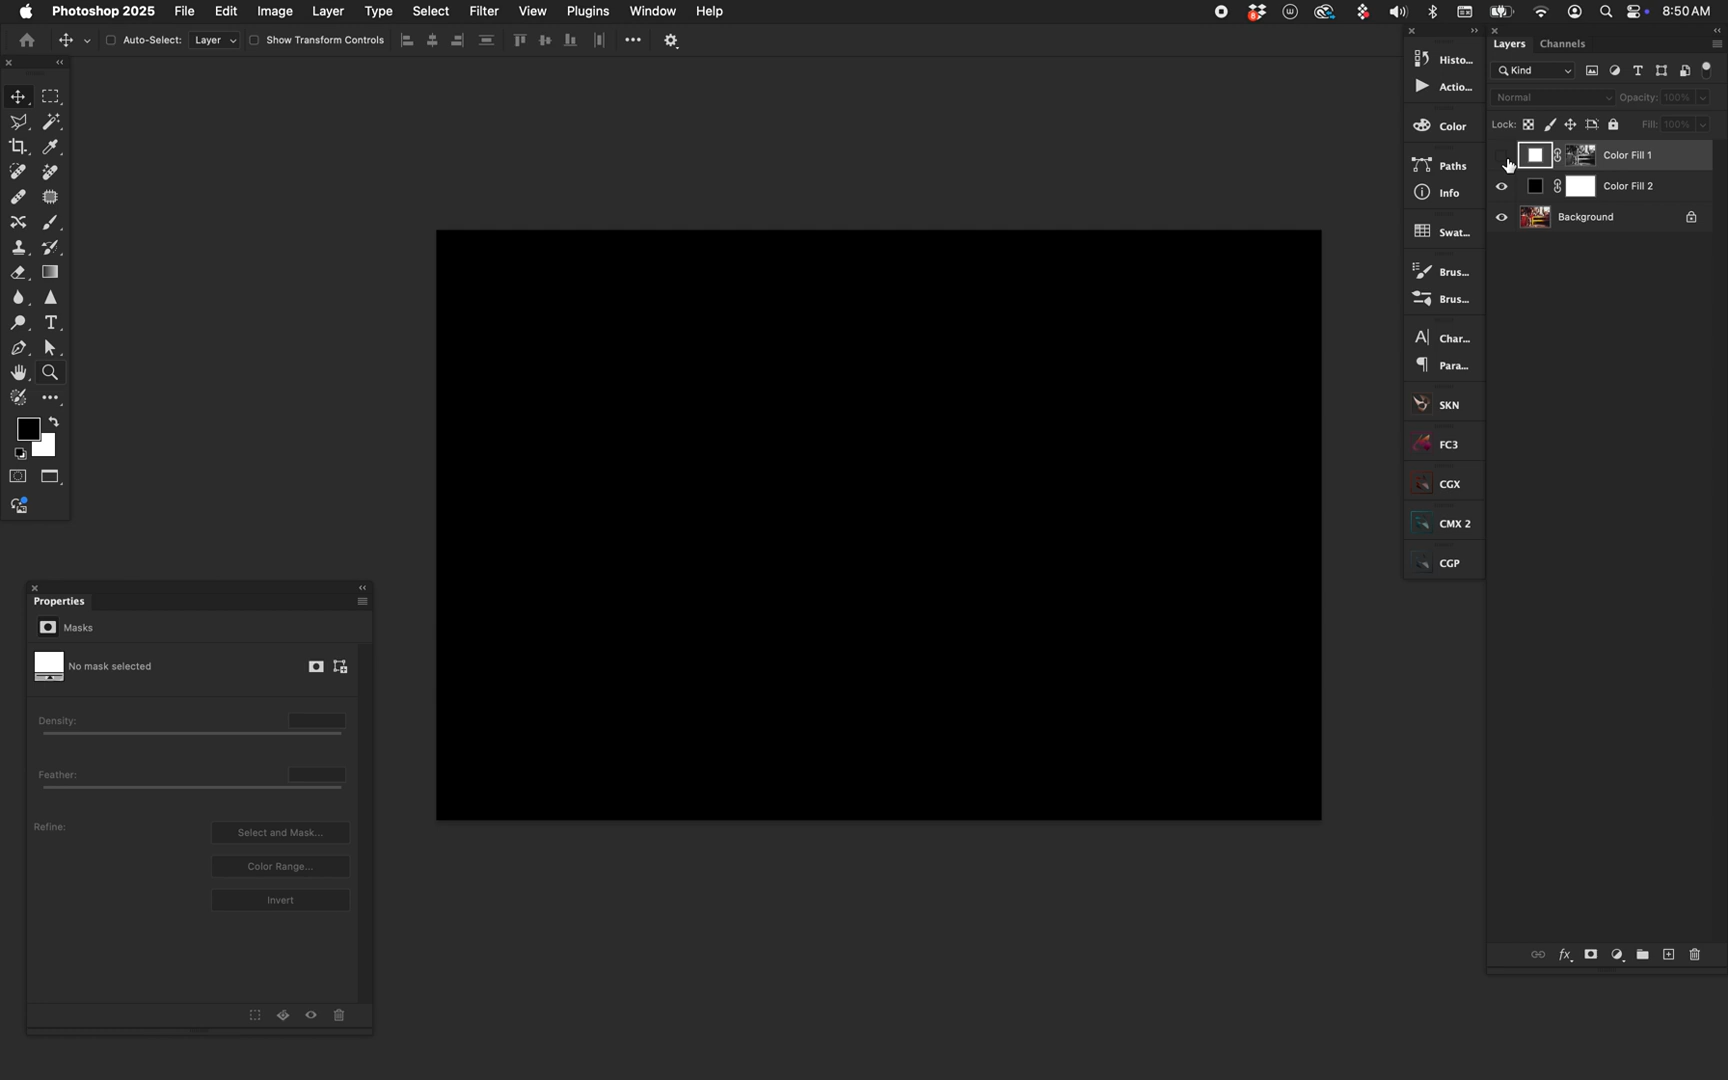 Photoshop 2025 File Edit Image Layer Type Select Filter View Plugins Window Help 8:50 AM
Auto-Select: Layer Show Transform Controls
Layers Channels
Kind
Normal Opacity: 100%
Lock: Fill: 100%
Color Fill 1
Color Fill 2
Background
Histo...
Actio...
Color
Paths
Info
Swat...
Brus...
Brus...
Char...
Para...
SKN
FC3
CGX
CMX 2
CGP
Properties
Masks
No mask selected
Density:
Feather:
Refine: Select and Mask...
Color Range...
Invert